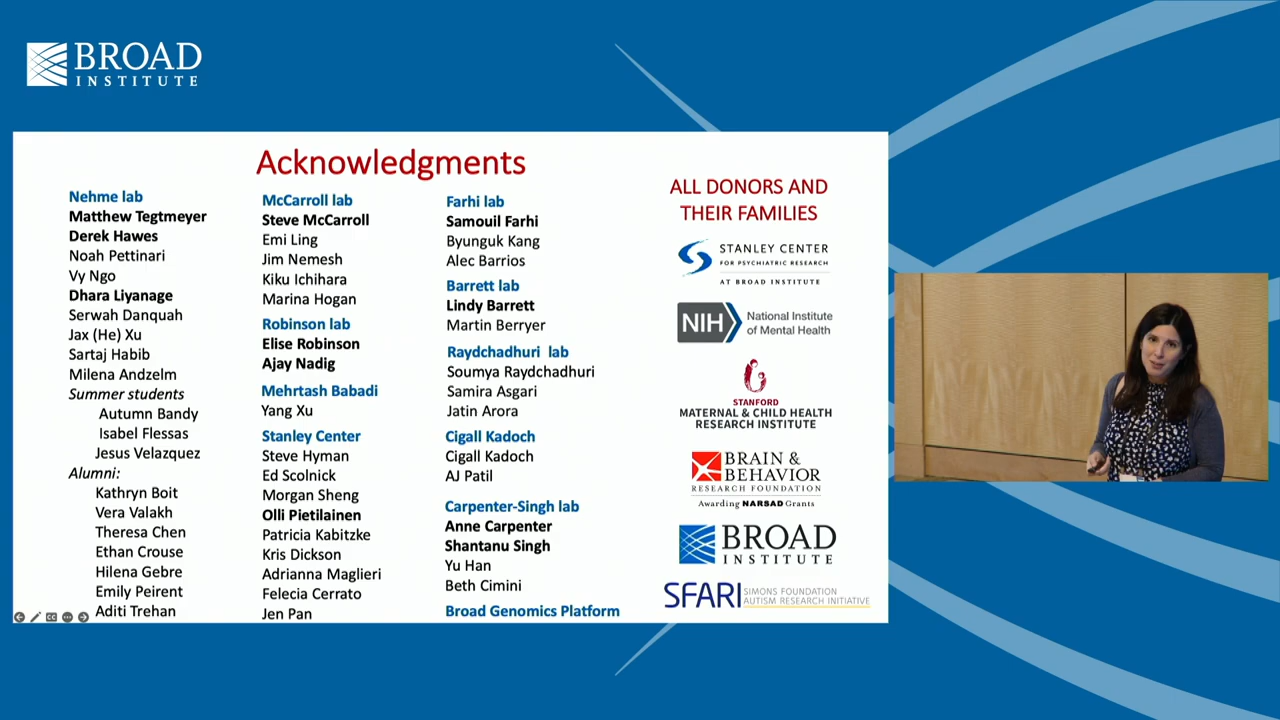 BROAD
INSTITUTE
Acknowledgments
Nehme lab
Matthew Tegtmeyer
Derek Hawes
Noah Pettinari
Vy Ngo
Dhara Liyanage
Serwah Danquah
Jax (He) Xu
Sartaj Habib
Milena Andzelm
Summer students
Autumn Bandy
Isabel Flessas
Jesus Velazquez
Alumni:
Kathryn Boit
Vera Valakh
Theresa Chen
Ethan Crouse
Hilena Gebre
Emily Peirent
Aditi Trehan
McCarroll lab
Steve McCarroll
Emi Ling
Jim Nemesh
Kiku Ichihara
Marina Hogan
Robinson lab
Elise Robinson
Ajay Nadig
Mehrtash Babadi
Yang Xu
Stanley Center
Steve Hyman
Ed Scolnick
Morgan Sheng
Olli Pietilainen
Patricia Kabitzke
Kris Dickson
Adrianna Maglieri
Felecia Cerrato
Jen Pan
Farhi lab
Samouil Farhi
Byunguk Kang
Alec Barrios
Barrett lab
Lindy Barrett
Martin Berryer
Raydchadhuri lab
Soumya Raydchadhuri
Samira Asgari
Jatin Arora
Cigall Kadoch
Cigall Kadoch
AJ Patil
Carpenter-Singh lab
Anne Carpenter
Shantanu Singh
Yu Han
Beth Cimini
Broad Genomics Platform
ALL DONORS AND
THEIR FAMILIES
STANLEY CENTER
FOR PSYCHIATRIC RESEARCH
AT BROAD INSTITUTE
NIH National Institute
of Mental Health
STANFORD
MATERNAL & CHILD HEALTH
RESEARCH INSTITUTE
BRAIN &
BEHAVIOR
RESEARCH FOUNDATION
Awarding NARSAD Grants
BROAD
INSTITUTE
SFARI SIMONS FOUNDATION
AUTISM RESEARCH INITIATIVE
CC